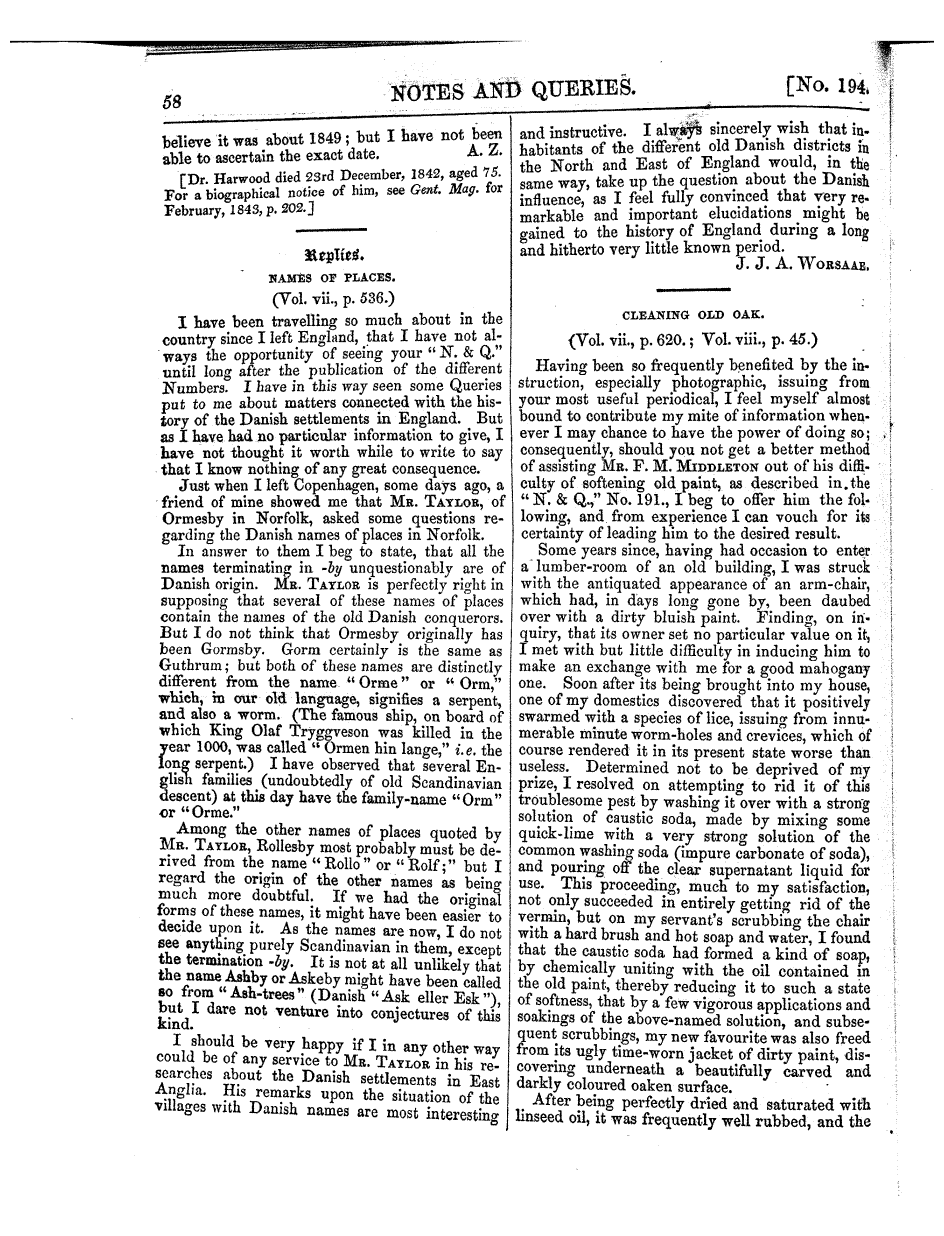 58
NOTES AND QUERIES.
[No. 194.
believe it was about 1849; but I have not been
able to ascertain the exact date. A. Z.
[Dr. Harwood died 23rd December, 1842, aged 75.
For a biographical notice of him, see Gent. Mag. for
February, 1843, p. 202.]
Replies.
NAMES OF PLACES.
(Vol. vii., p. 536.)
I have been travelling so much about in the
country since I left England, that I have not al-
ways the opportunity of seeing your "N. & Q."
until long after the publication of the different
Numbers. I have in this way seen some Queries
put to me about matters connected with the his-
tory of the Danish settlements in England. But
as I have had no particular information to give, I
have not thought it worth while to write to say
that I know nothing of any great consequence.
Just when I left Copenhagen, some days ago, a
friend of mine showed me that MR. TAYLOR, of
Ormesby in Norfolk, asked some questions re-
garding the Danish names of places in Norfolk.
In answer to them I beg to state, that all the
names terminating in -by unquestionably are of
Danish origin. MR. TAYLOR is perfectly right in
supposing that several of these names of places
contain the names of the old Danish conquerors.
But I do not think that Ormesby originally has
been Gormsby. Gorm certainly is the same as
Guthrum; but both of these names are distinctly
different from the name "Orme" or "Orm,"
which, in our old language, signifies a serpent,
and also a worm. (The famous ship, on board of
which King Olaf Tryggveson was killed in the
year 1000, was called "Ormen hin lange," i.e. the
long serpent.) I have observed that several En-
glish families (undoubtedly of old Scandinavian
descent) at this day have the family-name "Orm"
or "Orme."
Among the other names of places quoted by
MR. TAYLOR, Rollesby most probably must be de-
rived from the name "Rollo" or "Rolf;" but I
regard the origin of the other names as being
much more doubtful. If we had the original
forms of these names, it might have been easier to
decide upon it. As the names are now, I do not
see anything purely Scandinavian in them, except
the termination -by. It is not at all unlikely that
the name Ashby or Askeby might have been called
so from "Ash-trees" (Danish "Ask eller Esk"),
but I dare not venture into conjectures of this
kind.
I should be very happy if I in any other way
could be of any service to MR. TAYLOR in his re-
searches about the Danish settlements in East
Anglia. His remarks upon the situation of the
villages with Danish names are most interesting
and instructive. I always sincerely wish that in-
habitants of the different old Danish districts in
the North and East of England would, in the
same way, take up the question about the Danish
influence, as I feel fully convinced that very re-
markable and important elucidations might be
gained to the history of England during a long
and hitherto very little known period.
J. J. A. WORSAAE.
CLEANING OLD OAK.
(Vol. vii., p. 620.; Vol. viii., p. 45.)
Having been so frequently benefited by the in-
struction, especially photographic, issuing from
your most useful periodical, I feel myself almost
bound to contribute my mite of information when-
ever I may chance to have the power of doing so;
consequently, should you not get a better method
of assisting MR. F. M. MIDDLETON out of his diffi-
culty of softening old paint, as described in the
"N. & Q.," No. 191., I beg to offer him the fol-
lowing, and from experience I can vouch for its
certainty of leading him to the desired result.
Some years since, having had occasion to enter
a lumber-room of an old building, I was struck
with the antiquated appearance of an arm-chair,
which had, in days long gone by, been daubed
over with a dirty bluish paint. Finding, on in-
quiry, that its owner set no particular value on it,
I met with but little difficulty in inducing him to
make an exchange with me for a good mahogany
one. Soon after its being brought into my house,
one of my domestics discovered that it positively
swarmed with a species of lice, issuing from innu-
merable minute worm-holes and crevices, which of
course rendered it in its present state worse than
useless. Determined not to be deprived of my
prize, I resolved on attempting to rid it of this
troublesome pest by washing it over with a strong
solution of caustic soda, made by mixing some
quick-lime with a very strong solution of the
common washing soda (impure carbonate of soda),
and pouring off the clear supernatant liquid for
use. This proceeding, much to my satisfaction,
not only succeeded in entirely getting rid of the
vermin, but on my servant's scrubbing the chair
with a hard brush and hot soap and water, I found
that the caustic soda had formed a kind of soap,
by chemically uniting with the oil contained in
the old paint, thereby reducing it to such a state
of softness, that by a few vigorous applications and
soakings of the above-named solution, and subse-
quent scrubbings, my new favourite was also freed
from its ugly time-worn jacket of dirty paint, dis-
covering underneath a beautifully carved and
darkly coloured oaken surface.
After being perfectly dried and saturated with
linseed oil, it was frequently well rubbed, and the